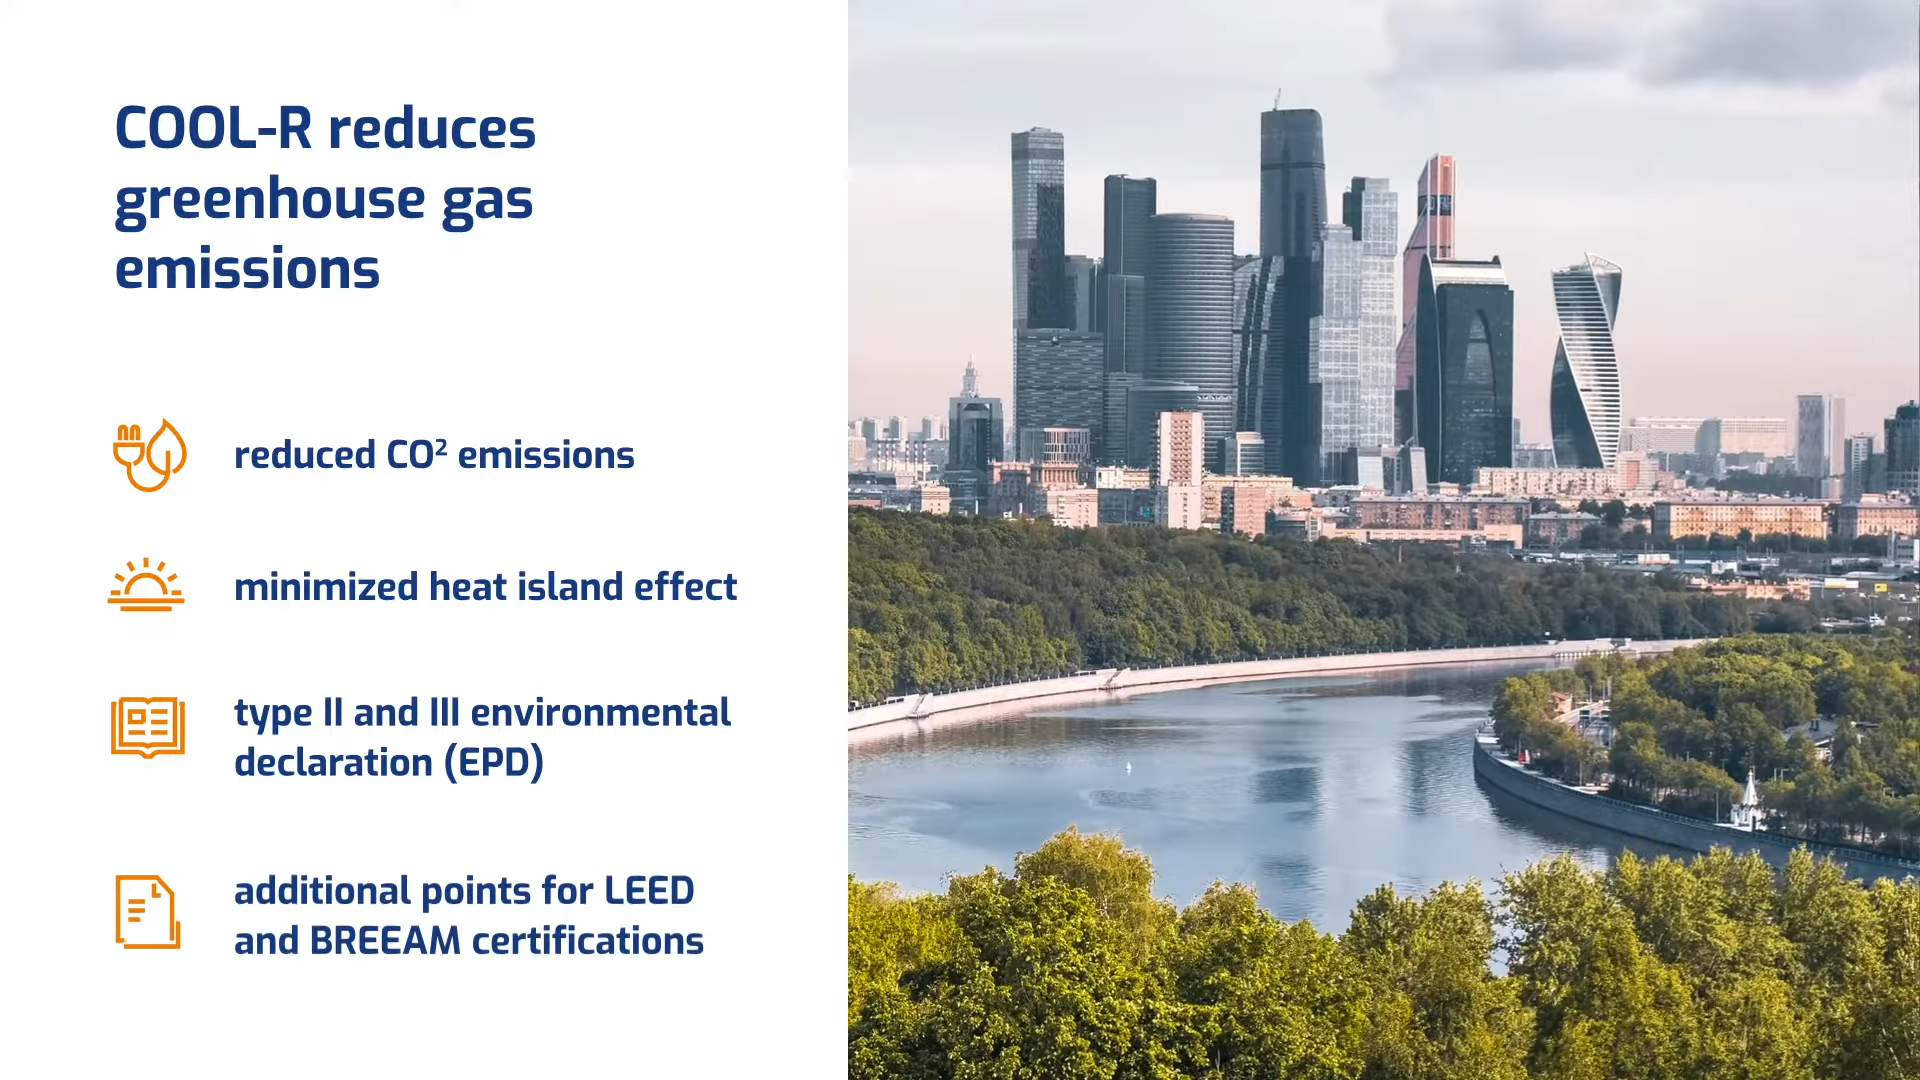 COOL-R reduces
greenhouse gas
emissions
reduced CO² emissions
minimized heat island effect
type II and III environmental
declaration (EPD)
additional points for LEED
and BREEAM certifications